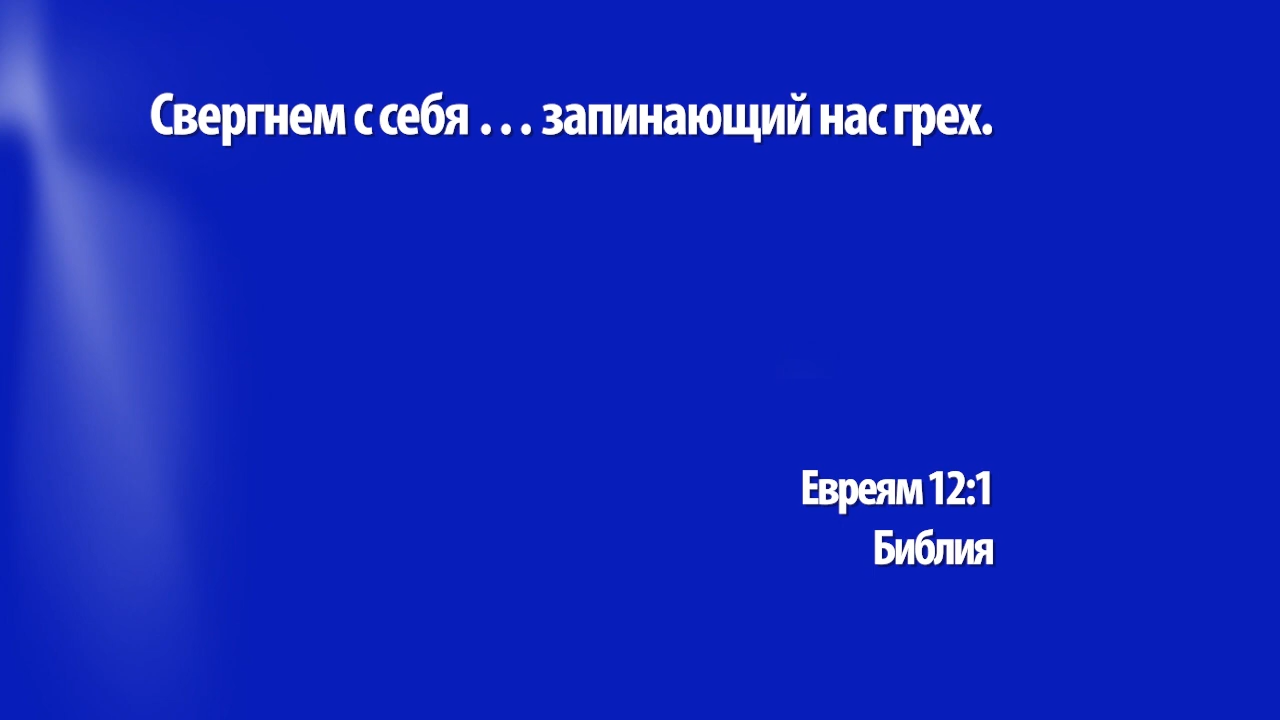 Свергнем с себя . . . запинающий нас грех.
Евреям 12:1
Библия